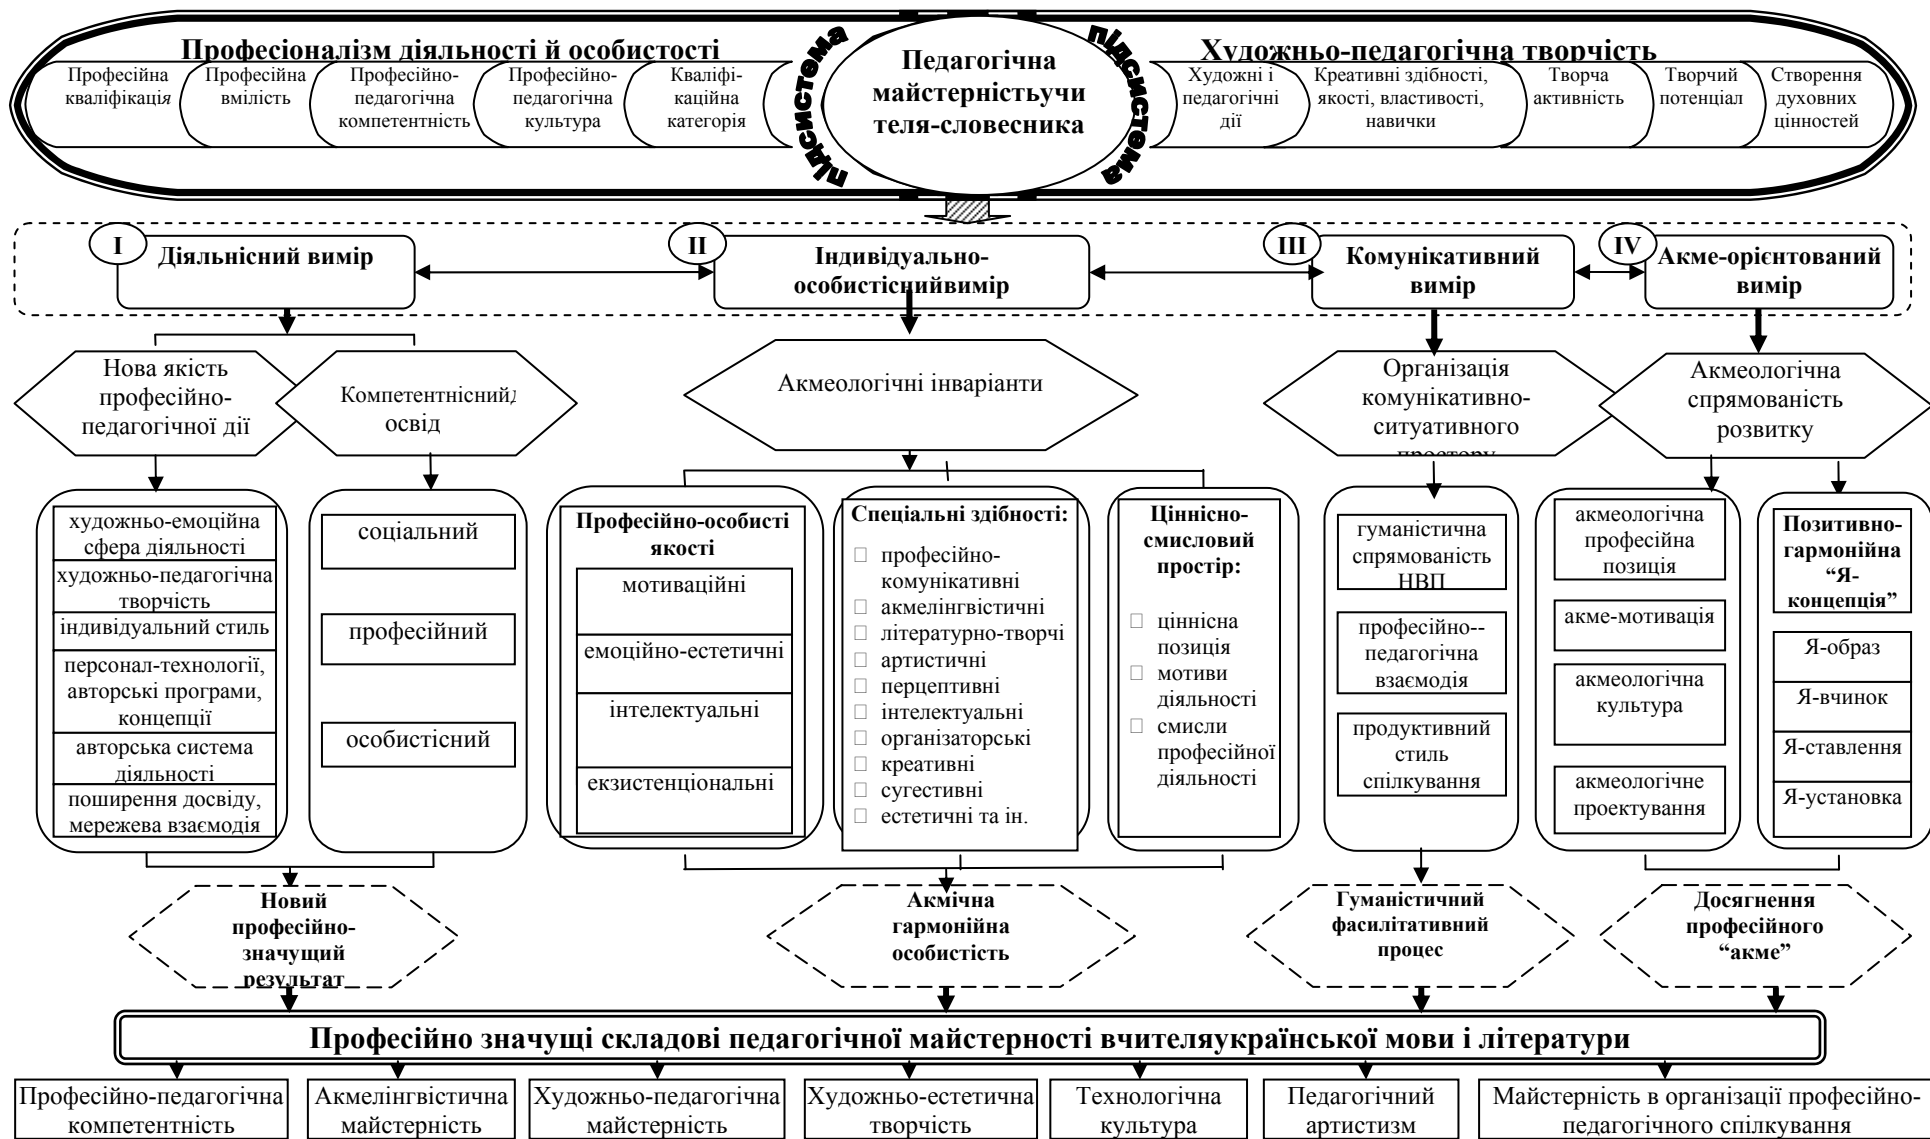 Професіоналізм діяльності й особистості
Професійна
кваліфікація
Професійна
вмілість
Професійно-
педагогічна
компетентність
Професійно-
педагогічна
культура
Кваліфі-
каційна
категорія
підсистема
Педагогічна
майстерністьучи
теля-словесника
підсистема
Художньо-педагогічна творчість
Художні і
педагогічні
дії
Креативні здібності,
якості, властивості,
навички
Творча
активність
Творчий
потенціал
Створення
духовних
цінностей
I
Діяльнісний вимір
II
Індивідуально-
особистіснийвимір
III
Комунікативний
вимір
IV
Акме-орієнтований
вимір
Нова якість
професійно-
педагогічної дії
Компетентнісний
освід
Акмеологічні інваріанти
Організація
комунікативно-
ситуативного
простору
Акмеологічна
спрямованість
розвитку
художньо-емоційна
сфера діяльності
художньо-педагогічна
творчість
індивідуальний стиль
персонал-технології,
авторські програми,
концепції
авторська система
діяльності
поширення досвіду,
мережева взаємодія
соціальний
професійний
особистісний
Професійно-особисті
якості
мотиваційні
емоційно-естетичні
інтелектуальні
екзистенціональні
Спеціальні здібності:
професійно-
комунікативні
акмелінгвістичні
літературно-творчі
артистичні
перцептивні
інтелектуальні
організаторські
креативні
сугестивні
естетичні та ін.
Ціннісно-
смисловий
простір:
ціннісна
позиція
мотиви
діяльності
смисли
професійної
діяльності
гуманістична
спрямованість
НВП
професійно--
педагогічна
взаємодія
продуктивний
стиль
спілкування
акмеологічна
професійна
позиція
акме-мотивація
акмеологічна
культура
акмеологічне
проектування
Позитивно-
гармонійна
“Я-
концепція”
Я-образ
Я-вчинок
Я-ставлення
Я-установка
Новий
професійно-
значущий
результат
Акмічна
гармонійна
особистість
Гуманістичний
фасилітативний
процес
Досягнення
професійного
“акме”
Професійно значущі складові педагогічної майстерності вчителяукраїнської мови і літератури
Професійно-педагогічна
компетентність
Акмелінгвістична
майстерність
Художньо-педагогічна
майстерність
Художньо-естетична
творчість
Технологічна
культура
Педагогічний
артистизм
Майстерність в організації професійно-
педагогічного спілкування